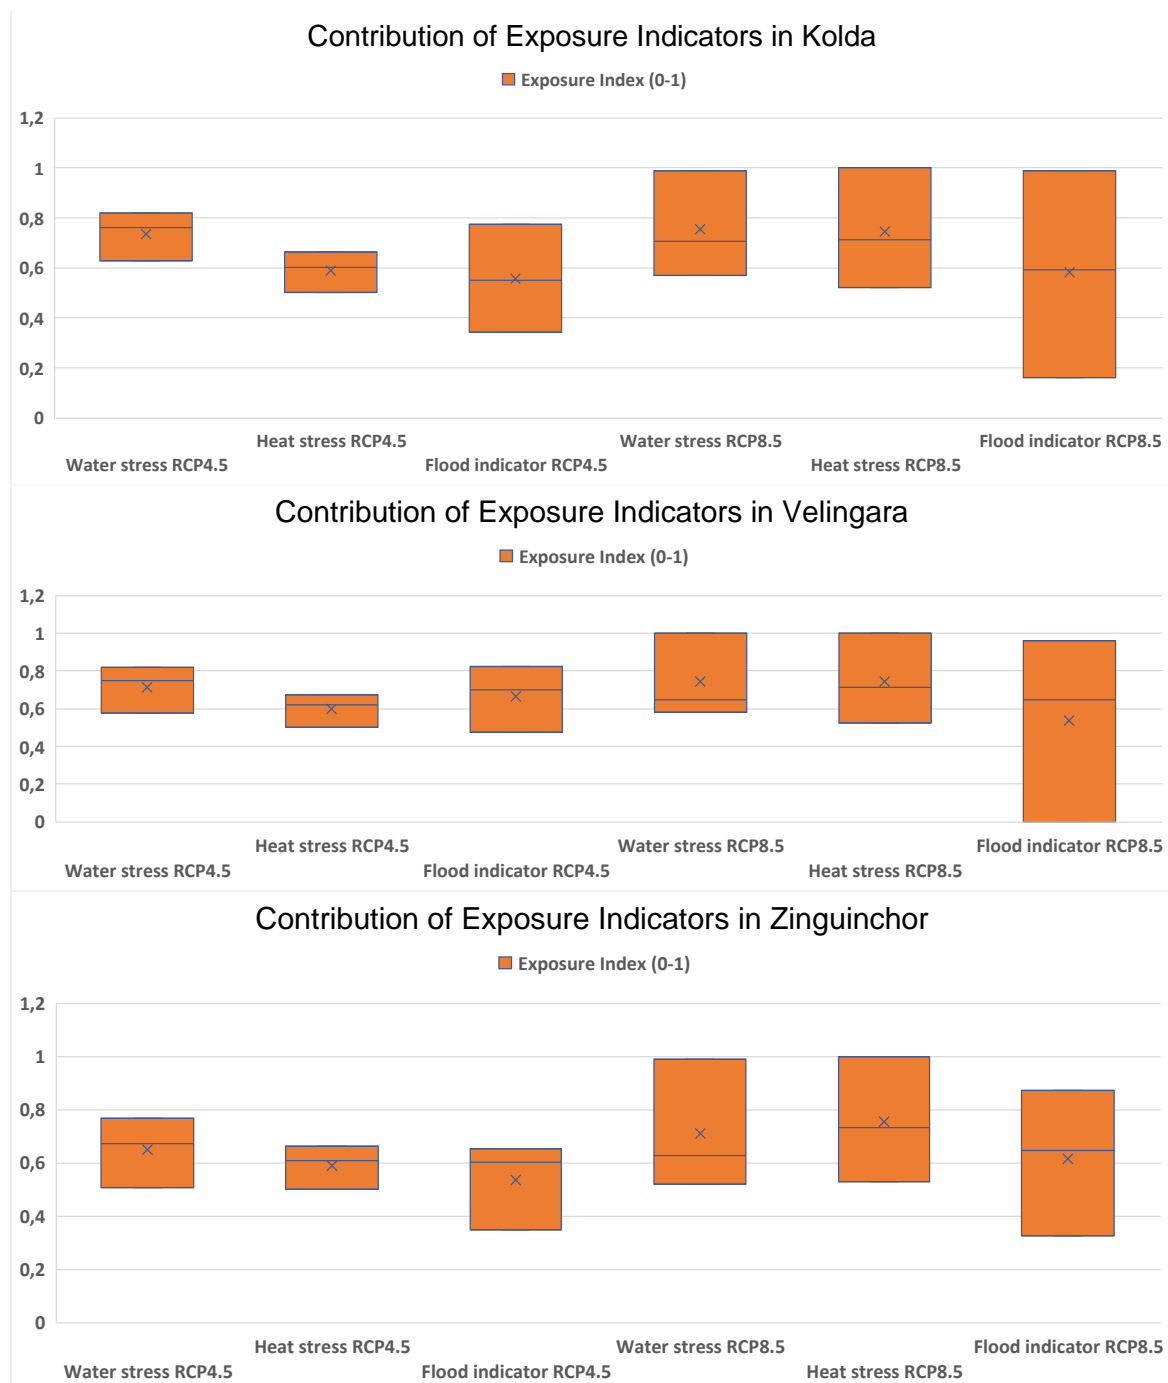 Contribution of Exposure Indicators in Kolda
Exposure Index (0-1)
1,2
1
0,8
0,6
0,4
0,2
0
Heat stress RCP4.5 Water stress RCP8.5 Flood indicator RCP8.5
Water stress RCP4.5 Flood indicator RCP4.5 Heat stress RCP8.5
Contribution of Exposure Indicators in Velingara
Exposure Index (0-1)
1,2
1
0,8
0,6
0,4
0,2
0
Heat stress RCP4.5 Water stress RCP8.5 Flood indicator RCP8.5
Water stress RCP4.5 Flood indicator RCP4.5 Heat stress RCP8.5
Contribution of Exposure Indicators in Zinguinchor
Exposure Index (0-1)
1,2
1
0,8
0,6
0,4
0,2
0
Heat stress RCP4.5 Water stress RCP8.5 Flood indicator RCP8.5
Water stress RCP4.5 Flood indicator RCP4.5 Heat stress RCP8.5